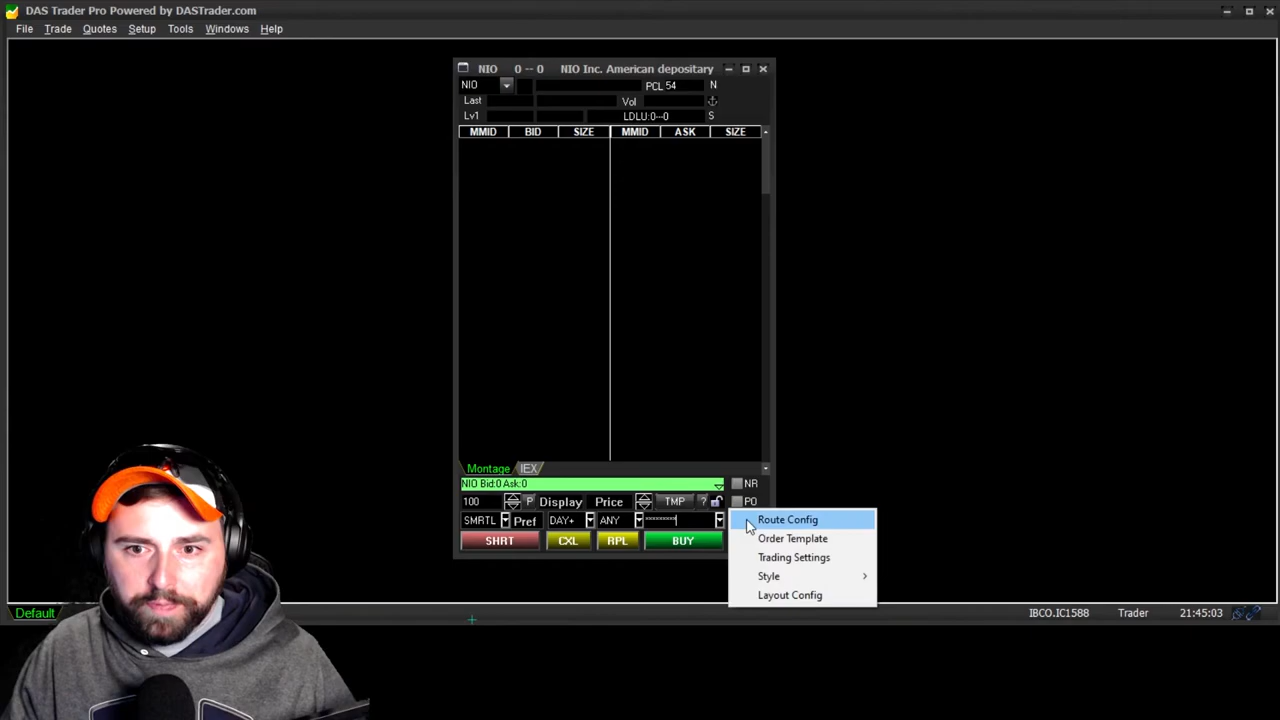 DAS Trader Pro Powered by DASTrader.com
File Trade Quotes Setup Tools Windows Help
NIO 0 -- 0 NIO Inc. American depositary
NIO PCL 54 N
Last Vol
Lv1 LDLU:0--0 S
MMID BID SIZE MMID ASK SIZE
Montage IEX
NIO Bid:0 Ask:0 NR
100 P Display Price TMP ? PO
SMRTL Pref DAY+ ANY *********
SHRT CXL RPL BUY
Route Config
Order Template
Trading Settings
Style
Layout Config
Default IBCO.IC1588 Trader 21:45:03